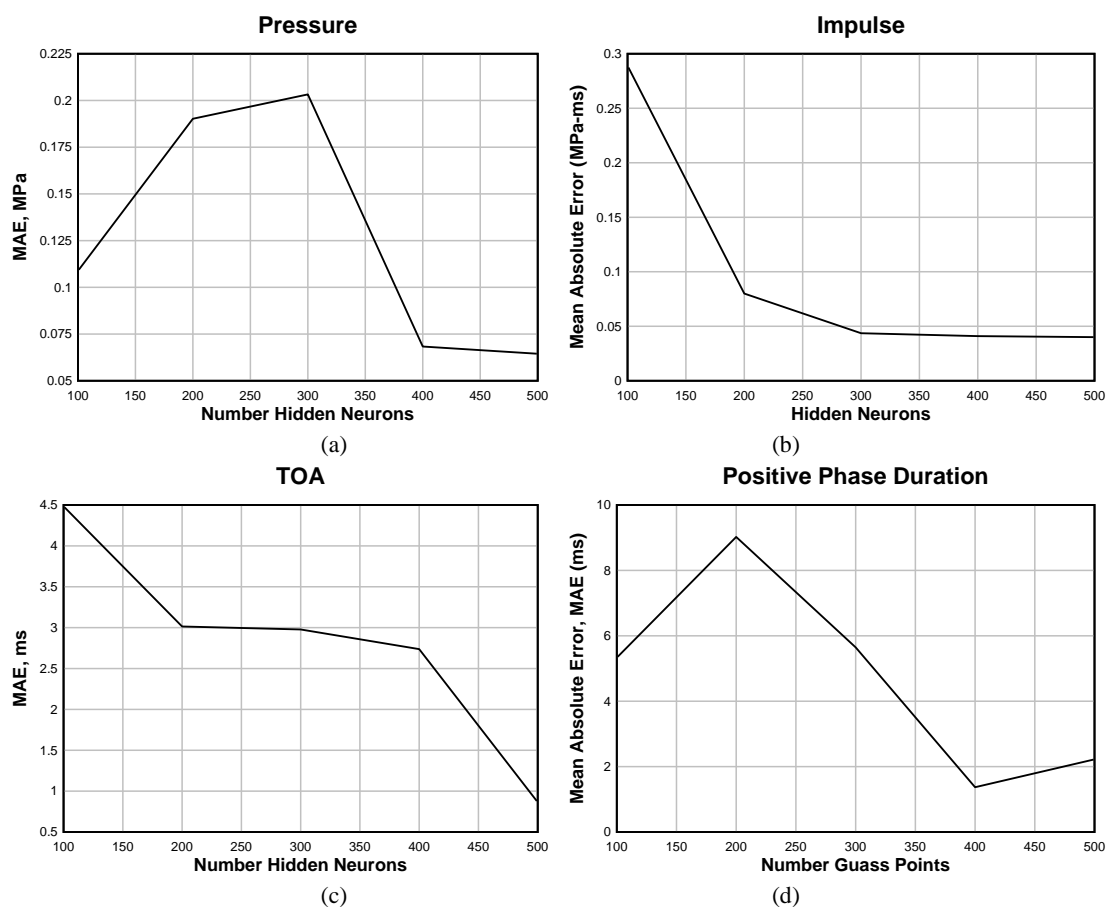 Pressure
0.225
0.2
0.175
0.15
0.125
0.1
0.075
0.05
MAE, MPa
100 150 200 250 300 350 400 450 500
Number Hidden Neurons
(a)
Impulse
0.3
0.25
0.2
0.15
0.1
0.05
0
Mean Absolute Error (MPa-ms)
100 150 200 250 300 350 400 450 500
Hidden Neurons
(b)
TOA
4.5
4
3.5
3
2.5
2
1.5
1
0.5
MAE, ms
100 150 200 250 300 350 400 450 500
Number Hidden Neurons
(c)
Positive Phase Duration
10
8
6
4
2
0
Mean Absolute Error, MAE (ms)
100 150 200 250 300 350 400 450 500
Number Guass Points
(d)